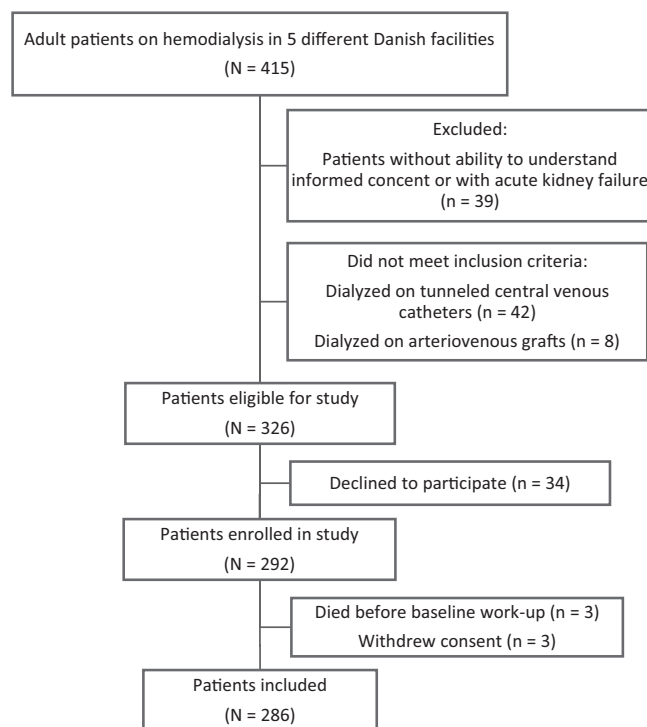 Adult patients on hemodialysis in 5 different Danish facilities
(N = 415)
Excluded:
Patients without ability to understand
informed concent or with acute kidney failure
(n = 39)
Did not meet inclusion criteria:
Dialyzed on tunneled central venous
catheters (n = 42)
Dialyzed on arteriovenous grafts (n = 8)
Patients eligible for study
(N = 326)
Declined to participate (n = 34)
Patients enrolled in study
(N = 292)
Died before baseline work-up (n = 3)
Withdrew consent (n = 3)
Patients included
(N = 286)